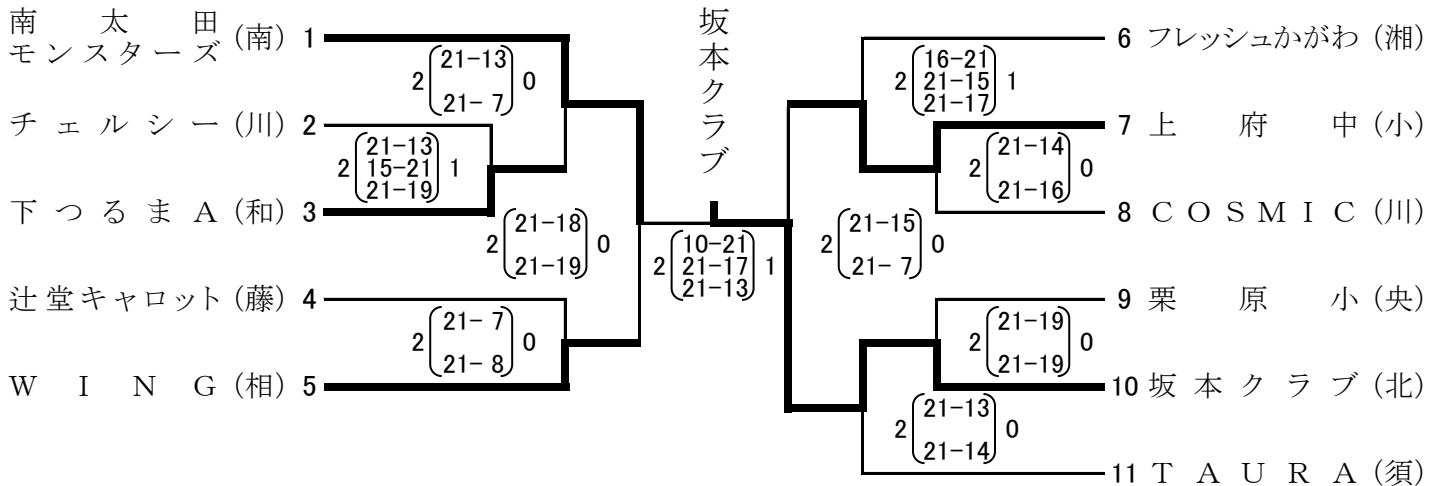 南太田
モンスターズ (南) 1
2 21-13 0
21- 7
チェルシー (川) 2
2 21-13 1
15-21
21-19
下つるまA (和) 3
2 21-18 0
21-19
辻堂キャロット (藤) 4
2 21- 7 0
21- 8
WING (相) 5
坂本クラブ
2 10-21 1
21-17
21-13
6 フレッシュかがわ (湘)
2 16-21 1
21-15
21-17
7 上府中 (小)
2 21-14 0
21-16
8 COSMIC (川)
2 21-15 0
21- 7
9 栗原小 (央)
2 21-19 0
21-19
10 坂本クラブ (北)
2 21-13 0
21-14
11 TAURA (須)